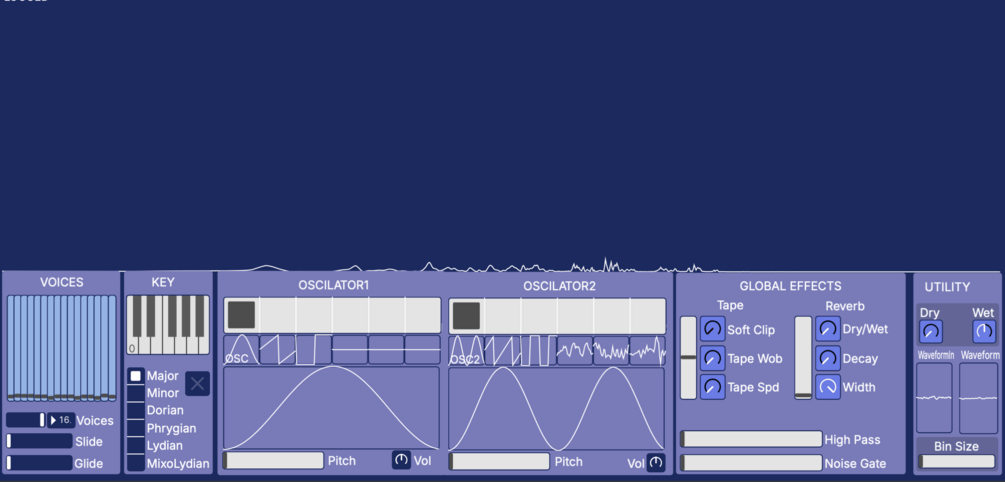 VOICES
16.
Voices
Slide
Glide
KEY
0
Major
Minor
Dorian
Phrygian
Lydian
MixoLydian
OSCILATOR1
OSC
Pitch
Vol
OSCILATOR2
OSC2
Pitch
Vol
GLOBAL EFFECTS
Tape
Soft Clip
Tape Wob
Tape Spd
Reverb
Dry/Wet
Decay
Width
High Pass
Noise Gate
UTILITY
Dry
Wet
WaveformIn
Waveform
Bin Size